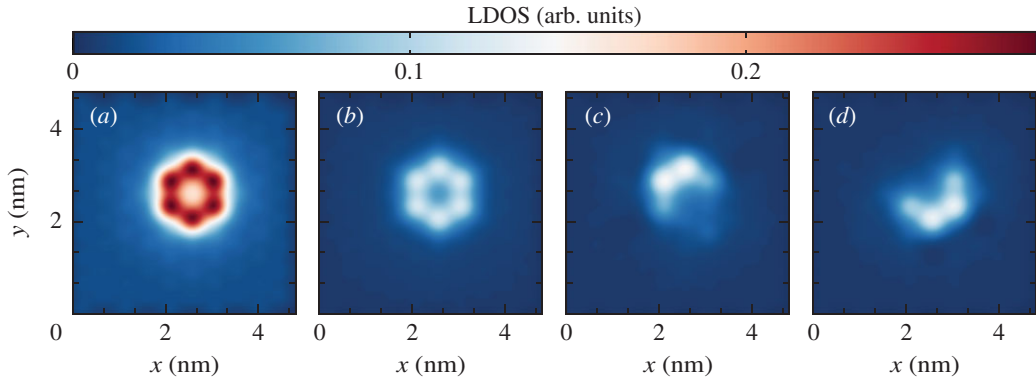 LDOS (arb. units)
0 0.1 0.2
(a) (b) (c) (d)
4
2
0 2 4 0 2 4 0 2 4 0 2 4
y (nm)
x (nm) x (nm) x (nm) x (nm)